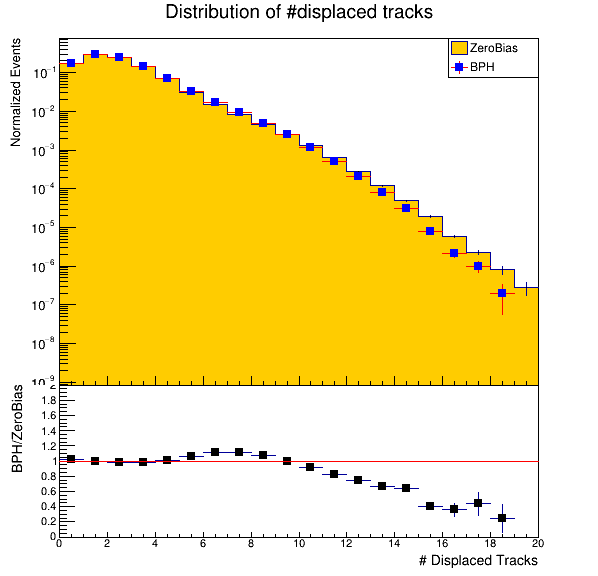 Distribution of #displaced tracks
Normalized Events
ZeroBias
BPH
10⁻¹
10⁻²
10⁻³
10⁻⁴
10⁻⁵
10⁻⁶
10⁻⁷
10⁻⁸
10⁻⁹
BPH/ZeroBias
2
1.8
1.6
1.4
1.2
1
0.8
0.6
0.4
0.2
0
0 2 4 6 8 10 12 14 16 18 20
# Displaced Tracks